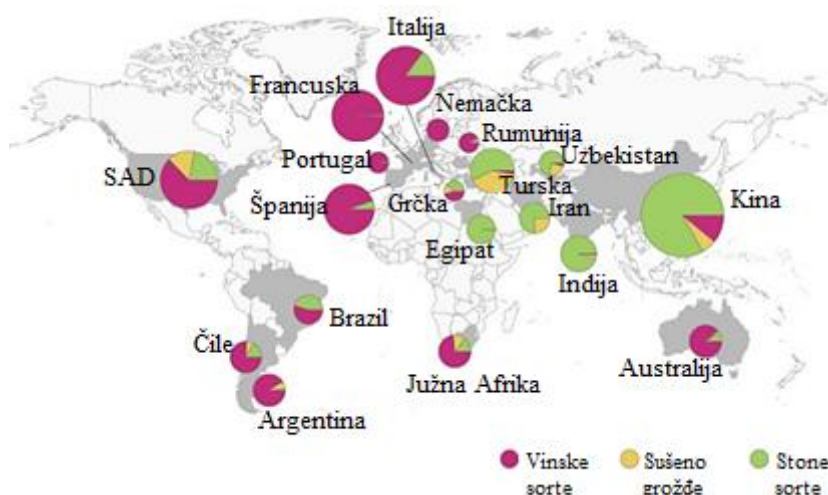 Italija
Francuska
Nemačka
Rumunija
Uzbekistan
Portugal
SAD
Turska
Kina
Španija
Grčka
Iran
Egipat
Indija
Brazil
Čile
Australija
Južna Afrika
Argentina
Vinske
sorte
Sušeno
grožđe
Stone
sorte